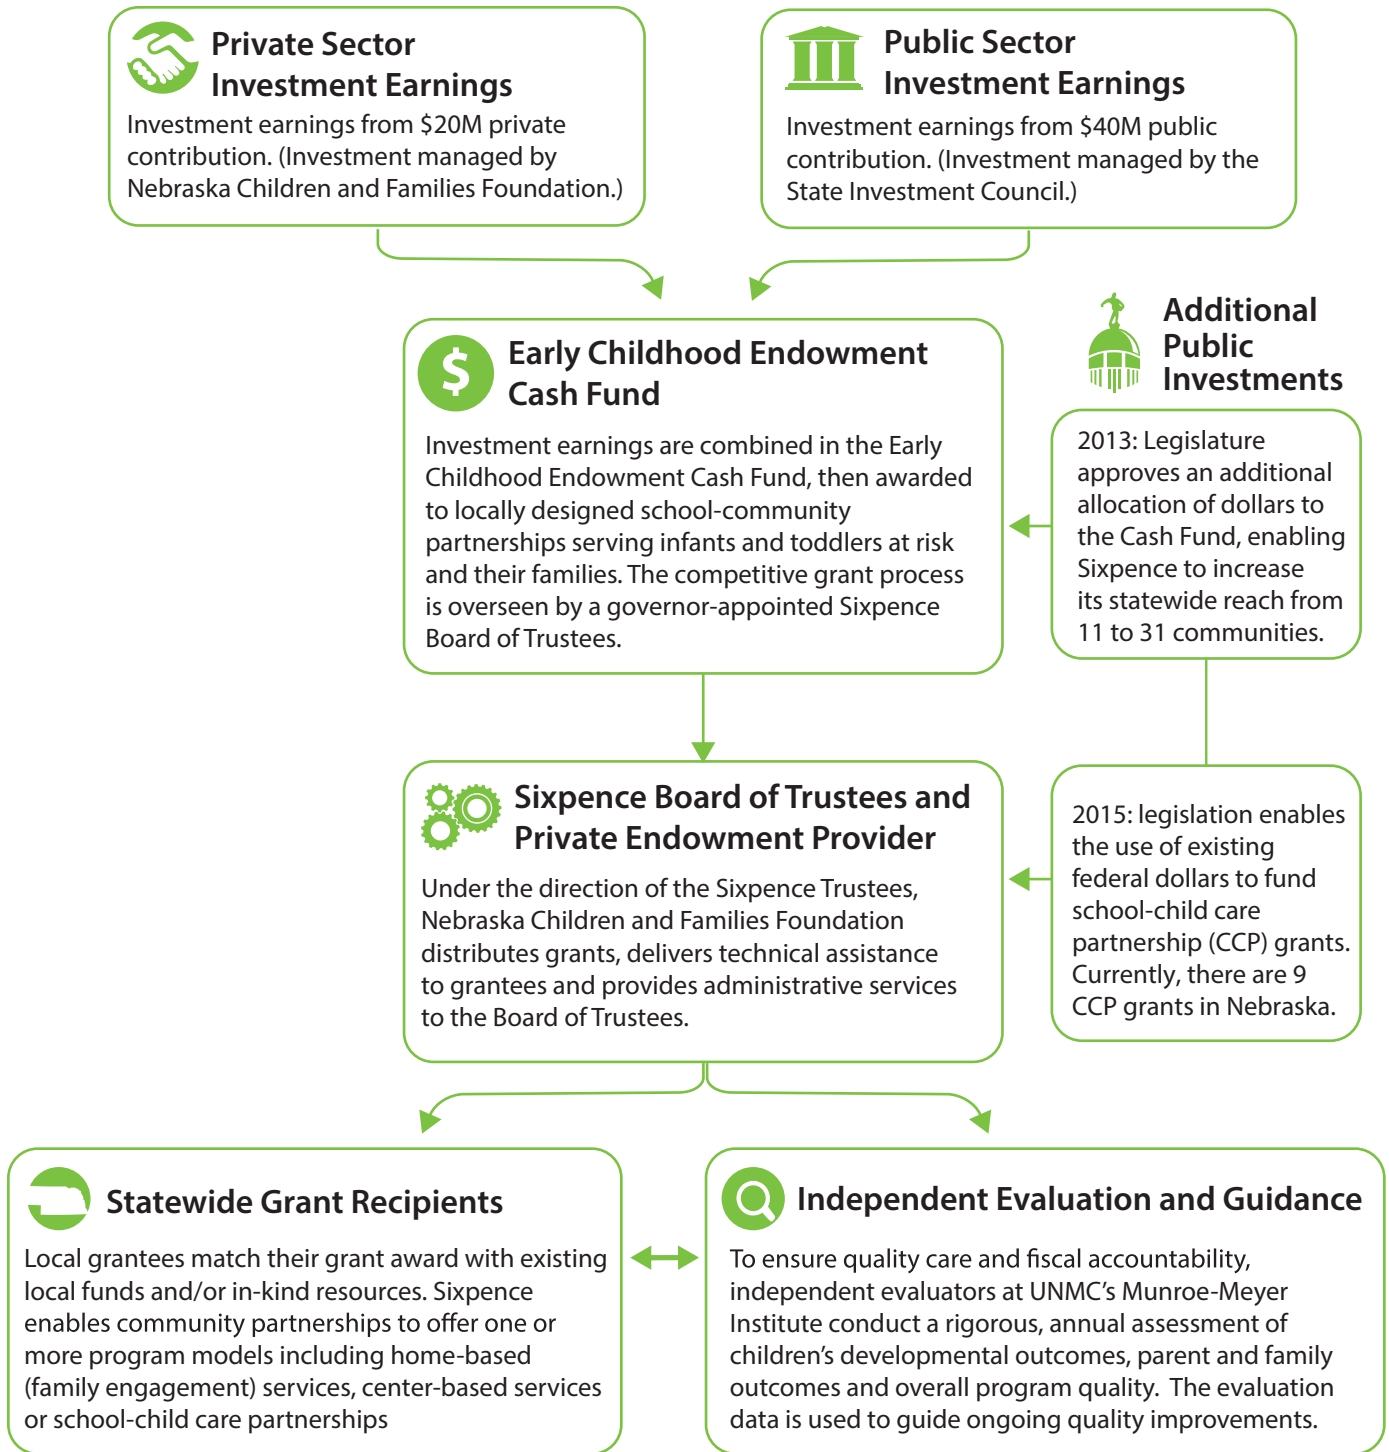 Private Sector
Investment Earnings
Investment earnings from $20M private
contribution. (Investment managed by
Nebraska Children and Families Foundation.)
Public Sector
Investment Earnings
Investment earnings from $40M public
contribution. (Investment managed by the
State Investment Council.)
Early Childhood Endowment
Cash Fund
Investment earnings are combined in the Early
Childhood Endowment Cash Fund, then awarded
to locally designed school-community
partnerships serving infants and toddlers at risk
and their families. The competitive grant process
is overseen by a governor-appointed Sixpence
Board of Trustees.
Additional
Public
Investments
2013: Legislature
approves an additional
allocation of dollars to
the Cash Fund, enabling
Sixpence to increase
its statewide reach from
11 to 31 communities.
Sixpence Board of Trustees and
Private Endowment Provider
Under the direction of the Sixpence Trustees,
Nebraska Children and Families Foundation
distributes grants, delivers technical assistance
to grantees and provides administrative services
to the Board of Trustees.
2015: legislation enables
the use of existing
federal dollars to fund
school-child care
partnership (CCP) grants.
Currently, there are 9
CCP grants in Nebraska.
Statewide Grant Recipients
Local grantees match their grant award with existing
local funds and/or in-kind resources. Sixpence
enables community partnerships to offer one or
more program models including home-based
(family engagement) services, center-based services
or school-child care partnerships
Independent Evaluation and Guidance
To ensure quality care and fiscal accountability,
independent evaluators at UNMC's Munroe-Meyer
Institute conduct a rigorous, annual assessment of
children's developmental outcomes, parent and family
outcomes and overall program quality.  The evaluation
data is used to guide ongoing quality improvements.